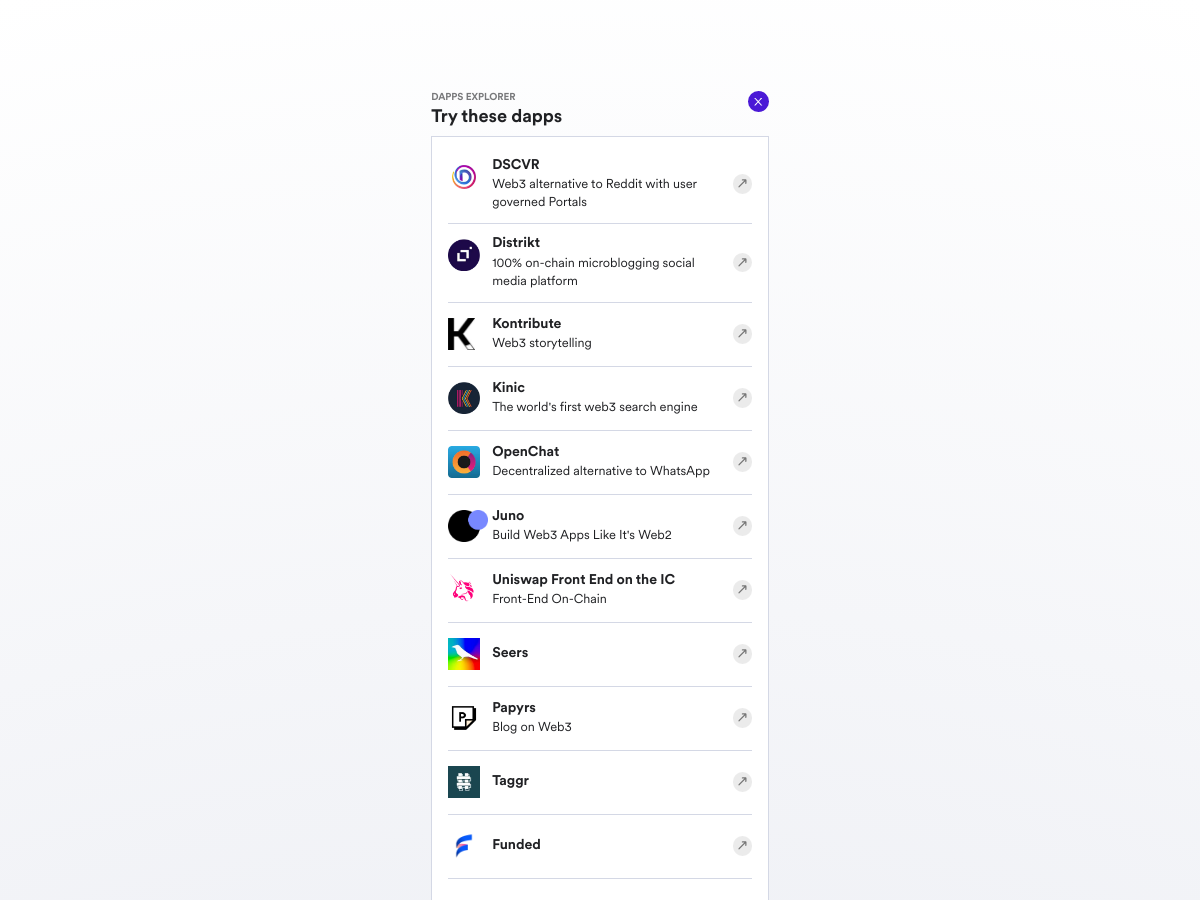 DAPPS EXPLORER
Try these dapps
DSCVR
Web3 alternative to Reddit with user
governed Portals
Distrikt
100% on-chain microblogging social
media platform
Kontribute
Web3 storytelling
Kinic
The world's first web3 search engine
OpenChat
Decentralized alternative to WhatsApp
Juno
Build Web3 Apps Like It's Web2
Uniswap Front End on the IC
Front-End On-Chain
Seers
Papyrs
Blog on Web3
Taggr
Funded